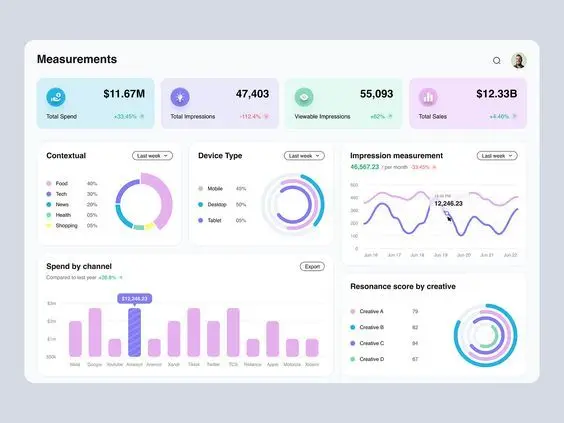 Measurements
$11.67M
Total Spend
+33.45%
47,403
Total Impressions
-112.4%
55,093
Viewable Impressions
+62%
$12.33B
Total Sales
+4.46%
Contextual
Last week
Food 40%
Tech 30%
News 20%
Health 05%
Shopping 05%
Device Type
Last week
Mobile 40%
Desktop 50%
Tablet 05%
Impression measurement
Last week
46,567.23 / per month -33.45%
500
400
300
200
100
0
12,246.23
Jun 16
Jun 17
Jun 18
Jun 19
Jun 20
Jun 21
Jun 22
Spend by channel
Export
Compared to last year
$3m
$2m
$1m
$50k
$12,246.23
Meta
Google
Youtube
Amazon
Amazon
Xandr
Tiktok
Twitter
TCS
Reliance
Apple
Motorola
Xiaomi
Resonance score by creative
Creative A 79
Creative B 82
Creative C 94
Creative D 67